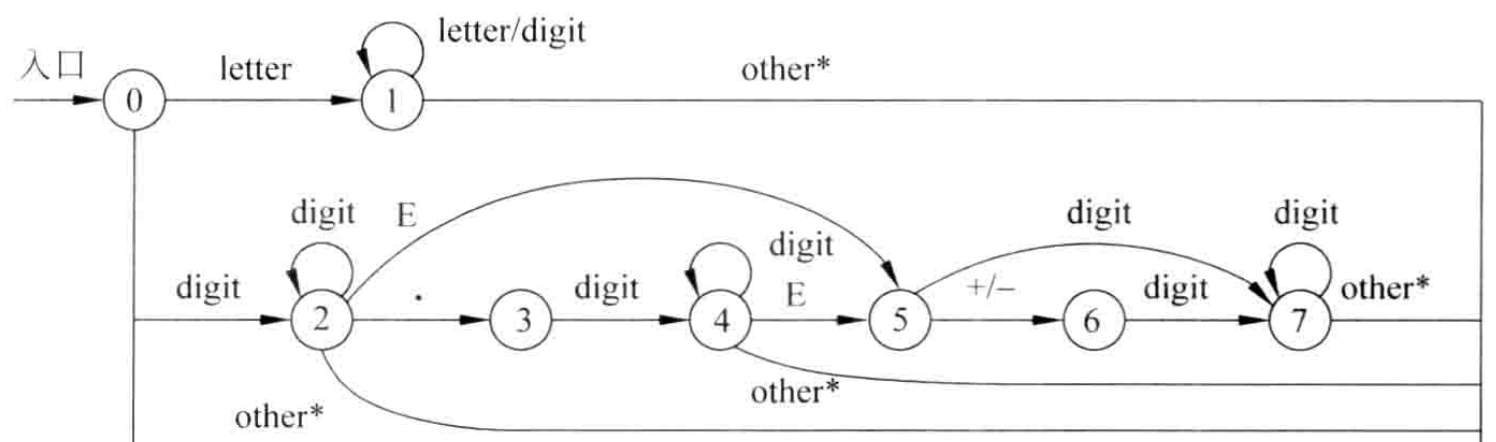 letter/digit
入口 letter other*
0 1
digit E digit digit digit
digit . digit E +/– digit other*
2 3 4 5 6 7
other* other*